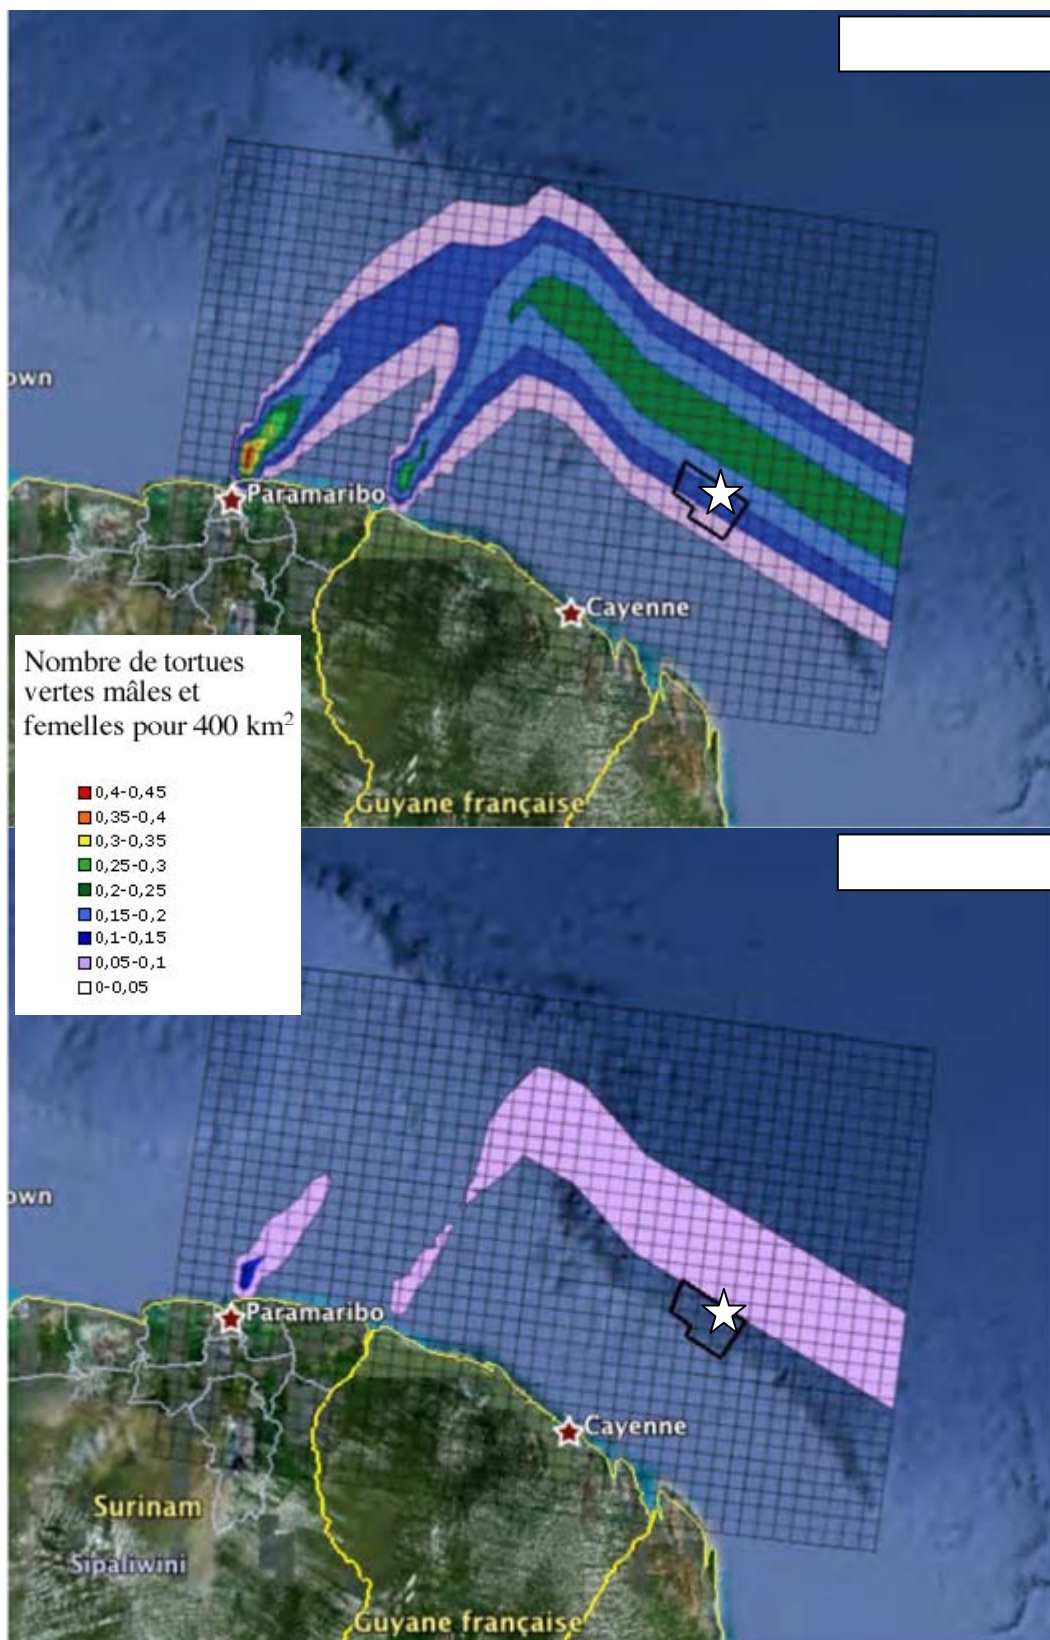 own
Paramaribo
Cayenne
Nombre de tortues
vertes mâles et
femelles pour 400 km²
0,4-0,45
0,35-0,4
0,3-0,35
0,25-0,3
0,2-0,25
0,15-0,2
0,1-0,15
0,05-0,1
0-0,05
Guyane française
own
Paramaribo
Cayenne
Surinam
Sipaliwini
Guyane française